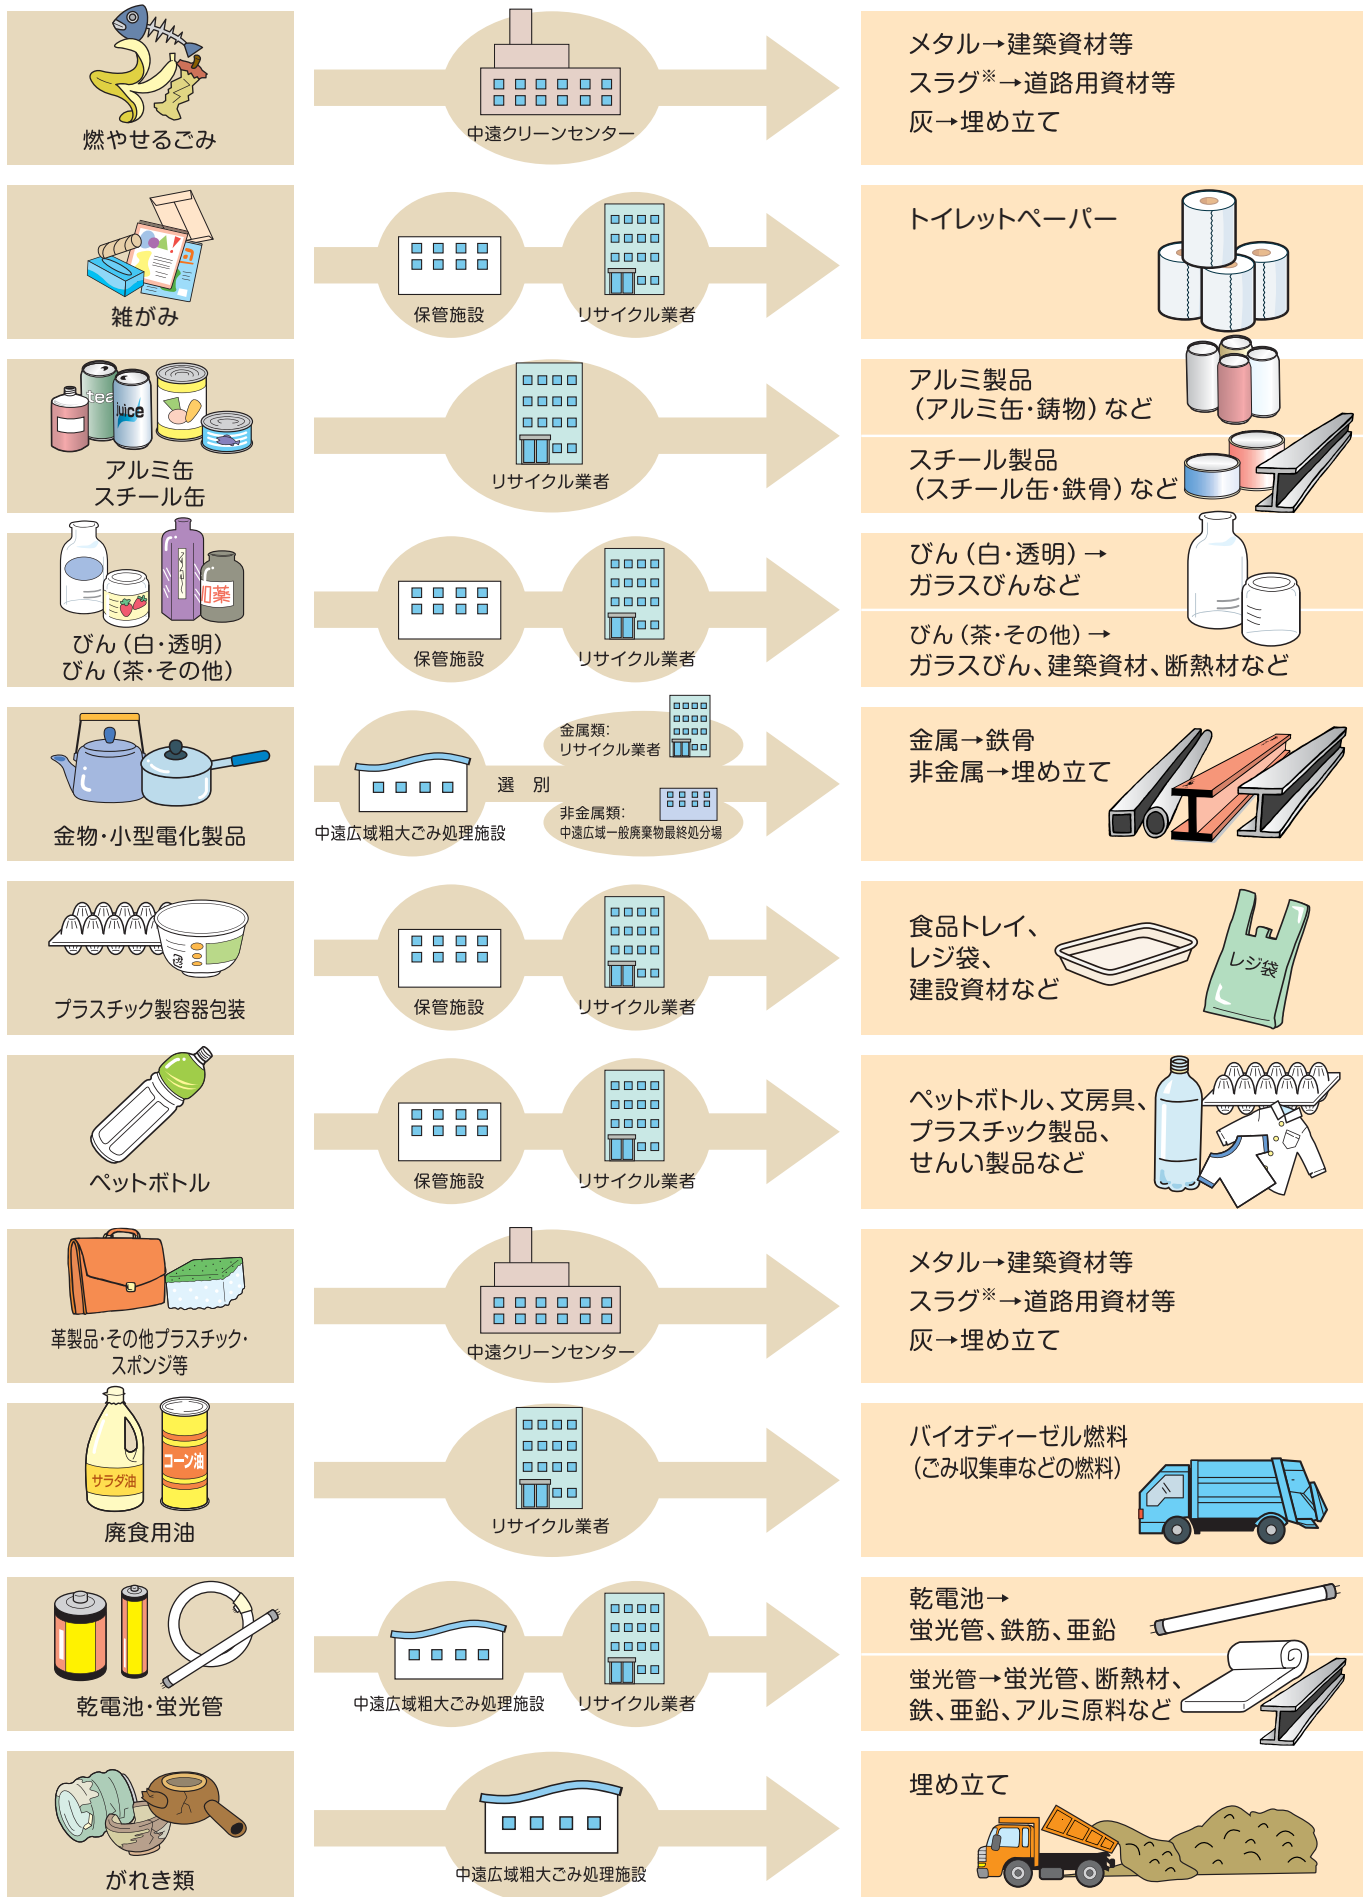 燃やせるごみ
中遠クリーンセンター
メタル→建築資材等
スラグ※→道路用資材等
灰→埋め立て
雑がみ
保管施設
リサイクル業者
トイレットペーパー
tea
juice
アルミ缶
スチール缶
リサイクル業者
アルミ製品
（アルミ缶・鋳物）など
スチール製品
（スチール缶・鉄骨）など
びん（白・透明）
びん（茶・その他）
保管施設
リサイクル業者
びん（白・透明）→
ガラスびんなど
びん（茶・その他）→
ガラスびん、建築資材、断熱材など
金物・小型電化製品
中遠広域粗大ごみ処理施設
選 別
金属類：
リサイクル業者
非金属類：
中遠広域一般廃棄物最終処分場
金属→鉄骨
非金属→埋め立て
プラスチック製容器包装
保管施設
リサイクル業者
食品トレイ、
レジ袋、
建設資材など
レジ袋
ペットボトル
保管施設
リサイクル業者
ペットボトル、文房具、
プラスチック製品、
せんい製品など
革製品・その他プラスチック・
スポンジ等
中遠クリーンセンター
メタル→建築資材等
スラグ※→道路用資材等
灰→埋め立て
サラダ油
コーン油
廃食用油
リサイクル業者
バイオディーゼル燃料
（ごみ収集車などの燃料）
乾電池・蛍光管
中遠広域粗大ごみ処理施設
リサイクル業者
乾電池→
蛍光管、鉄筋、亜鉛
蛍光管→蛍光管、断熱材、
鉄、亜鉛、アルミ原料など
がれき類
中遠広域粗大ごみ処理施設
埋め立て